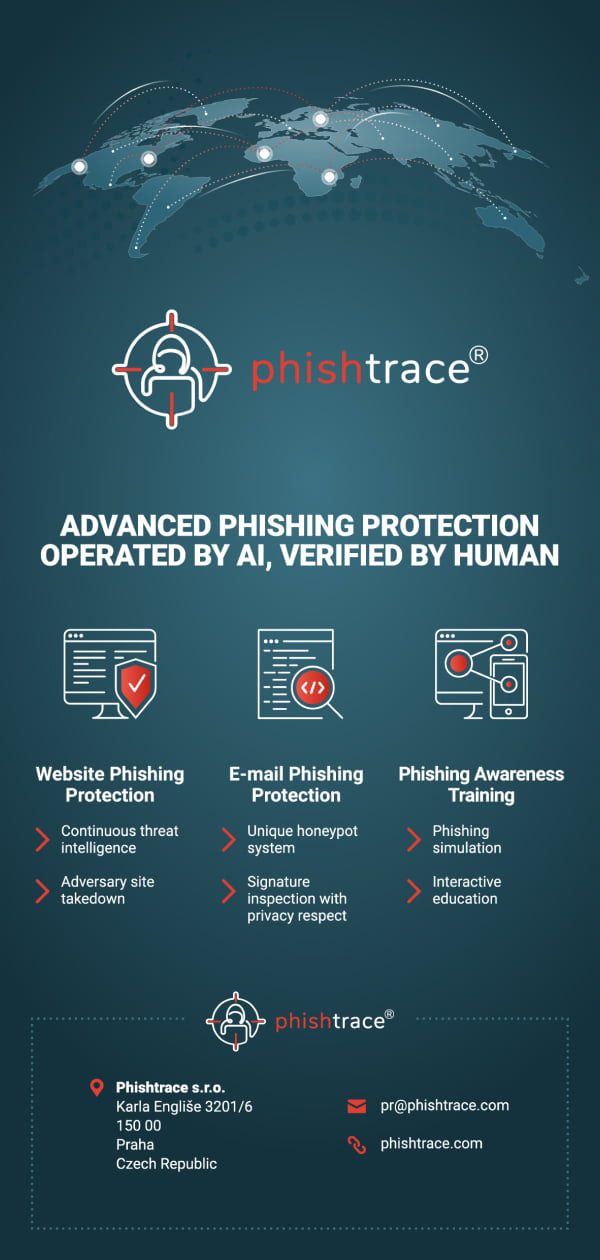 phishtrace®
ADVANCED PHISHING PROTECTION
OPERATED BY AI, VERIFIED BY HUMAN
Website Phishing
Protection
Continuous threat
intelligence
Adversary site
takedown
E-mail Phishing
Protection
Unique honeypot
system
Signature
inspection with
privacy respect
Phishing Awareness
Training
Phishing
simulation
Interactive
education
phishtrace®
Phishtrace s.r.o.
Karla Engliše 3201/6
150 00
Praha
Czech Republic
pr@phishtrace.com
phishtrace.com